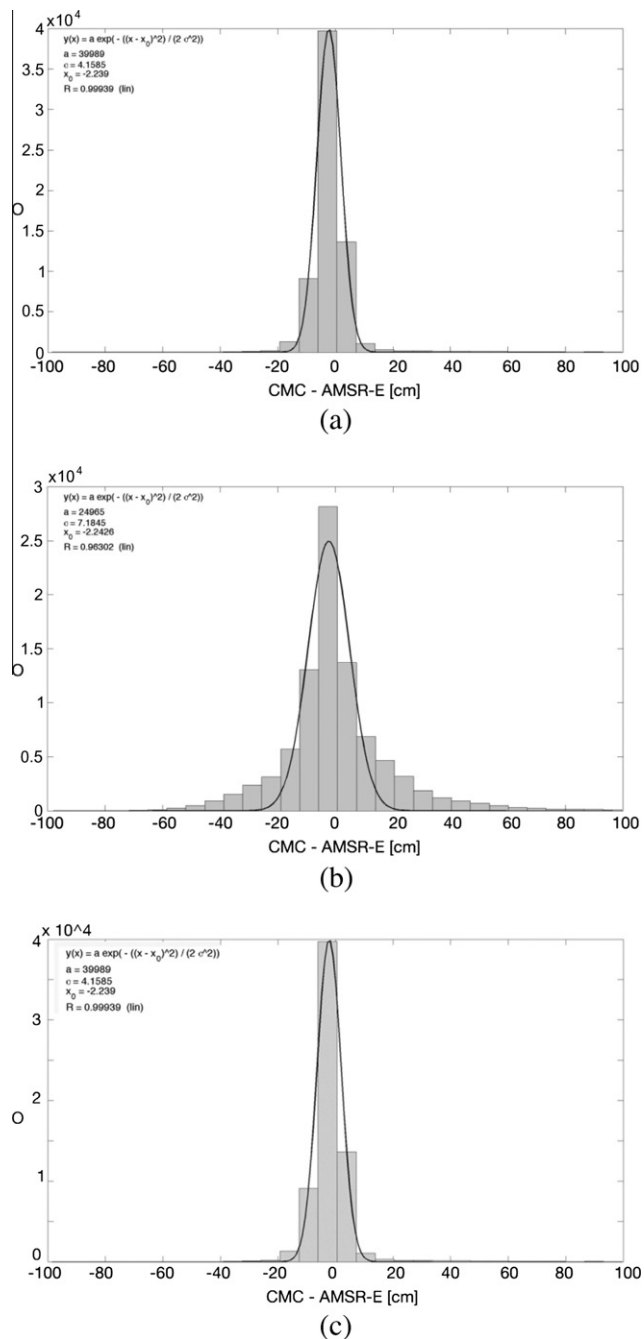 x10^4
y(x) = a exp( - ((x - x0)^2) / (2 σ^2))
a = 39989
σ = 4.1585
x0 = -2.239
R = 0.99939 (lin)
4
3.5
3
2.5
2
1.5
1
0.5
0
O
-100 -80 -60 -40 -20 0 20 40 60 80 100
CMC - AMSR-E [cm]
(a)
x10^4
y(x) = a exp( - ((x - x0)^2) / (2 σ^2))
a = 24965
σ = 7.1845
x0 = -2.2426
R = 0.96302 (lin)
3
2.5
2
1.5
1
0.5
0
O
-100 -80 -60 -40 -20 0 20 40 60 80 100
CMC - AMSR-E [cm]
(b)
x 10^4
y(x) = a exp( - ((x - x0)^2) / (2 σ^2))
a = 39989
σ = 4.1585
x0 = -2.239
R = 0.99939 (lin)
4
3
2
1
0
O
-100 -80 -60 -40 -20 0 20 40 60 80 100
CMC - AMSR-E [cm]
(c)